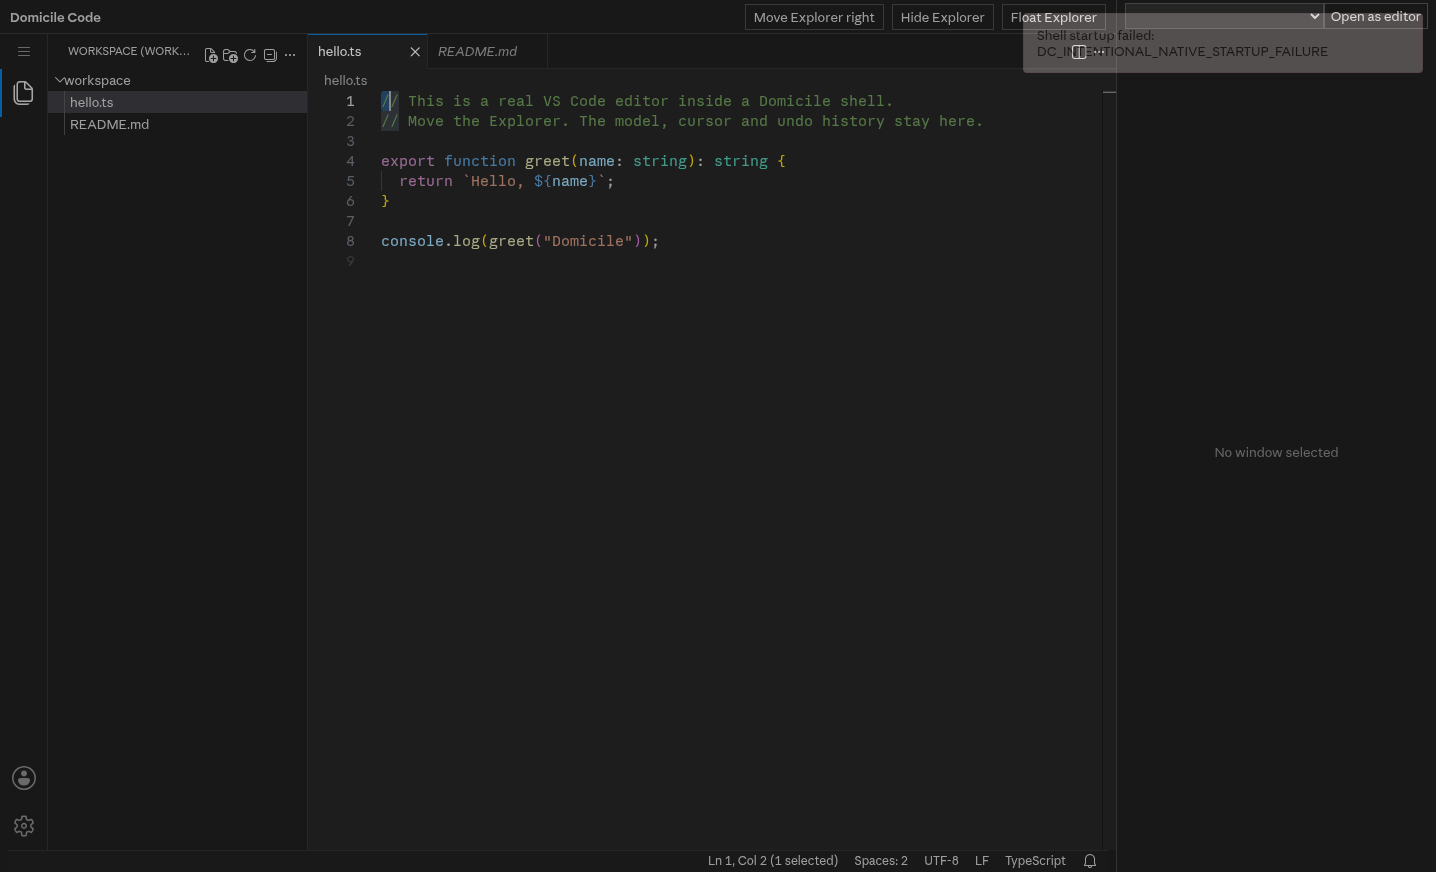 Domicile Code
Move Explorer right
Hide Explorer
Float Explorer
Open as editor
Shell startup failed:
DC_INTENTIONAL_NATIVE_STARTUP_FAILURE
WORKSPACE (WORK...
hello.ts
README.md
workspace
hello.ts
README.md
hello.ts
1 // This is a real VS Code editor inside a Domicile shell.
2 // Move the Explorer. The model, cursor and undo history stay here.
3
4 export function greet(name: string): string {
5 return `Hello, ${name}`;
6 }
7
8 console.log(greet("Domicile"));
9
No window selected
Ln 1, Col 2 (1 selected)
Spaces: 2
UTF-8
LF
TypeScript